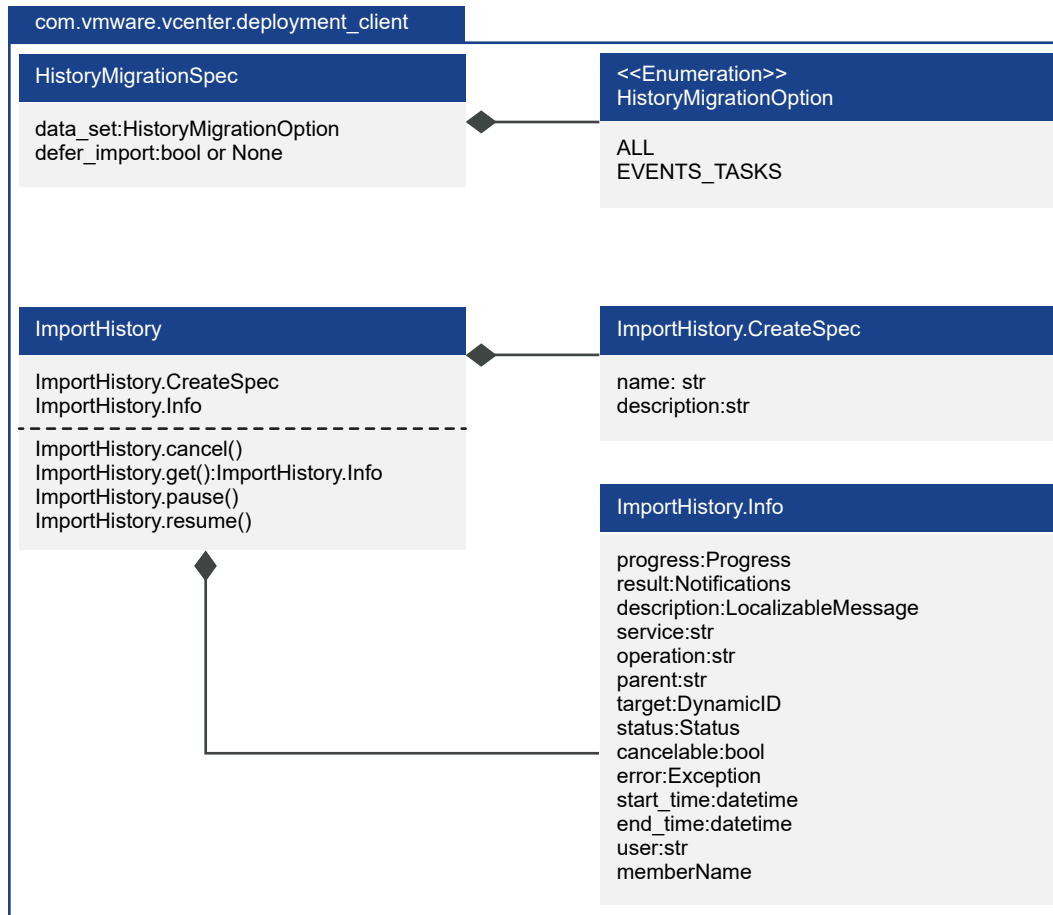 com.vmware.vcenter.deployment_client
HistoryMigrationSpec
data_set:HistoryMigrationOption
defer_import:bool or None
<<Enumeration>>
HistoryMigrationOption
ALL
EVENTS_TASKS
ImportHistory
ImportHistory.CreateSpec
ImportHistory.Info
ImportHistory.cancel()
ImportHistory.get():ImportHistory.Info
ImportHistory.pause()
ImportHistory.resume()
ImportHistory.CreateSpec
name: str
description:str
ImportHistory.Info
progress:Progress
result:Notifications
description:LocalizableMessage
service:str
operation:str
parent:str
target:DynamicID
status:Status
cancelable:bool
error:Exception
start_time:datetime
end_time:datetime
user:str
memberName